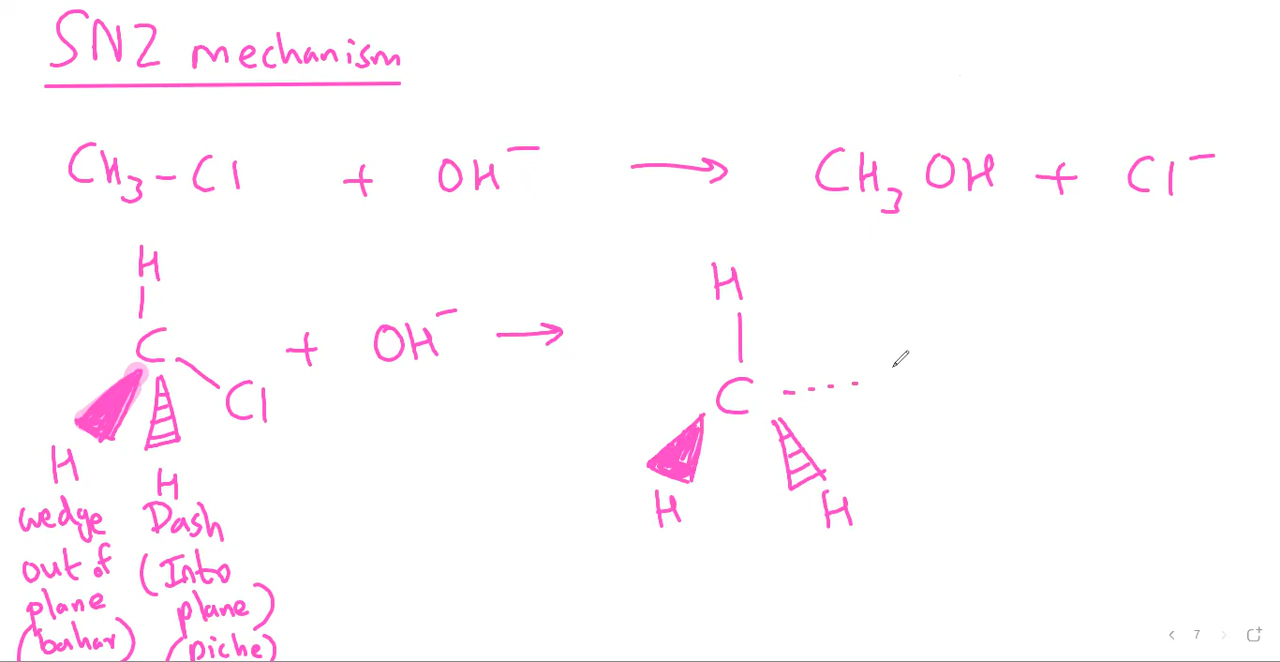 SN2 mechanism
CH3-Cl + OH⁻ → CH3OH + Cl⁻
H
C
Cl
H
H
+ OH⁻ →
H
C
H
H
wedge
out of
plane
(bahar)
Dash
(Into
plane)
(piche)
7